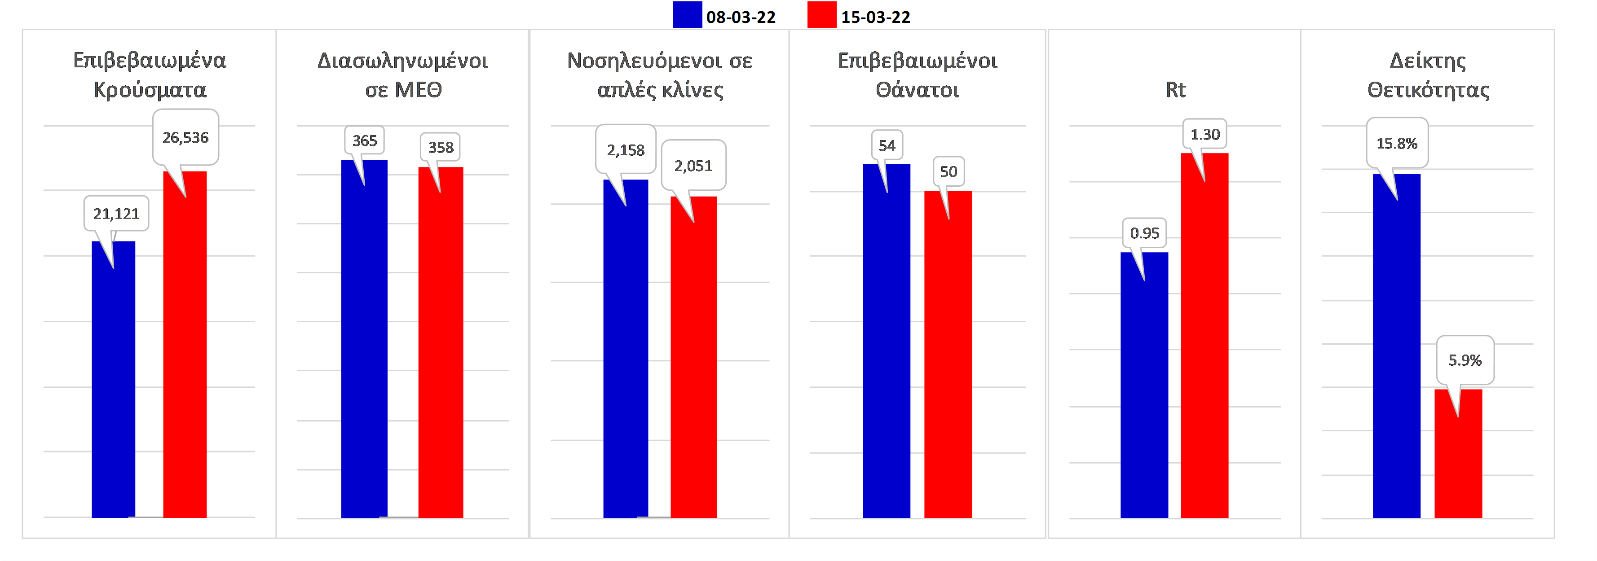 08-03-22 15-03-22
Επιβεβαιωμένα
Κρούσματα
21,121
26,536
Διασωληνωμένοι
σε ΜΕΘ
365
358
Νοσηλευόμενοι σε
απλές κλίνες
2,158
2,051
Επιβεβαιωμένοι
Θάνατοι
54
50
Rt
0.95
1.30
Δείκτης
Θετικότητας
15.8%
5.9%